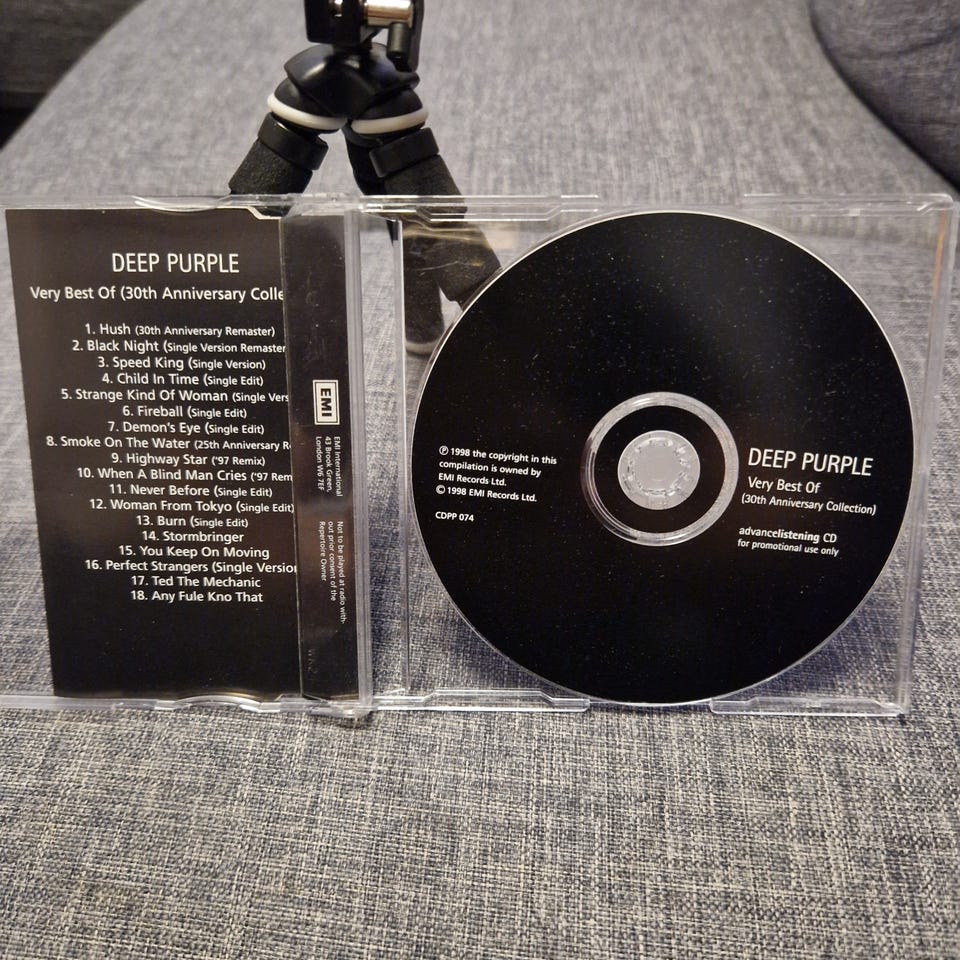 DEEP PURPLE
Very Best Of (30th Anniversary Colle
1. Hush (30th Anniversary Remaster)
2. Black Night (Single Version Remaster
3. Speed King (Single Version)
4. Child In Time (Single Edit)
5. Strange Kind Of Woman (Single Vers
6. Fireball (Single Edit)
7. Demon's Eye (Single Edit)
8. Smoke On The Water (25th Anniversary R
9. Highway Star ('97 Remix)
10. When A Blind Man Cries ('97 Rem
11. Never Before (Single Edit)
12. Woman From Tokyo (Single Edit)
13. Burn (Single Edit)
14. Stormbringer
15. You Keep On Moving
16. Perfect Strangers (Single Version
17. Ted The Mechanic
18. Any Fule Kno That
EMI
EMI International
43 Brook Green,
London W6 7EF
Not to be played at radio with-
out prior consent of the
Repertoire Owner
℗ 1998 the copyright in this
compilation is owned by
EMI Records Ltd.
© 1998 EMI Records Ltd.
CDPP 074
DEEP PURPLE
Very Best Of
(30th Anniversary Collection)
advancelistening CD
for promotional use only